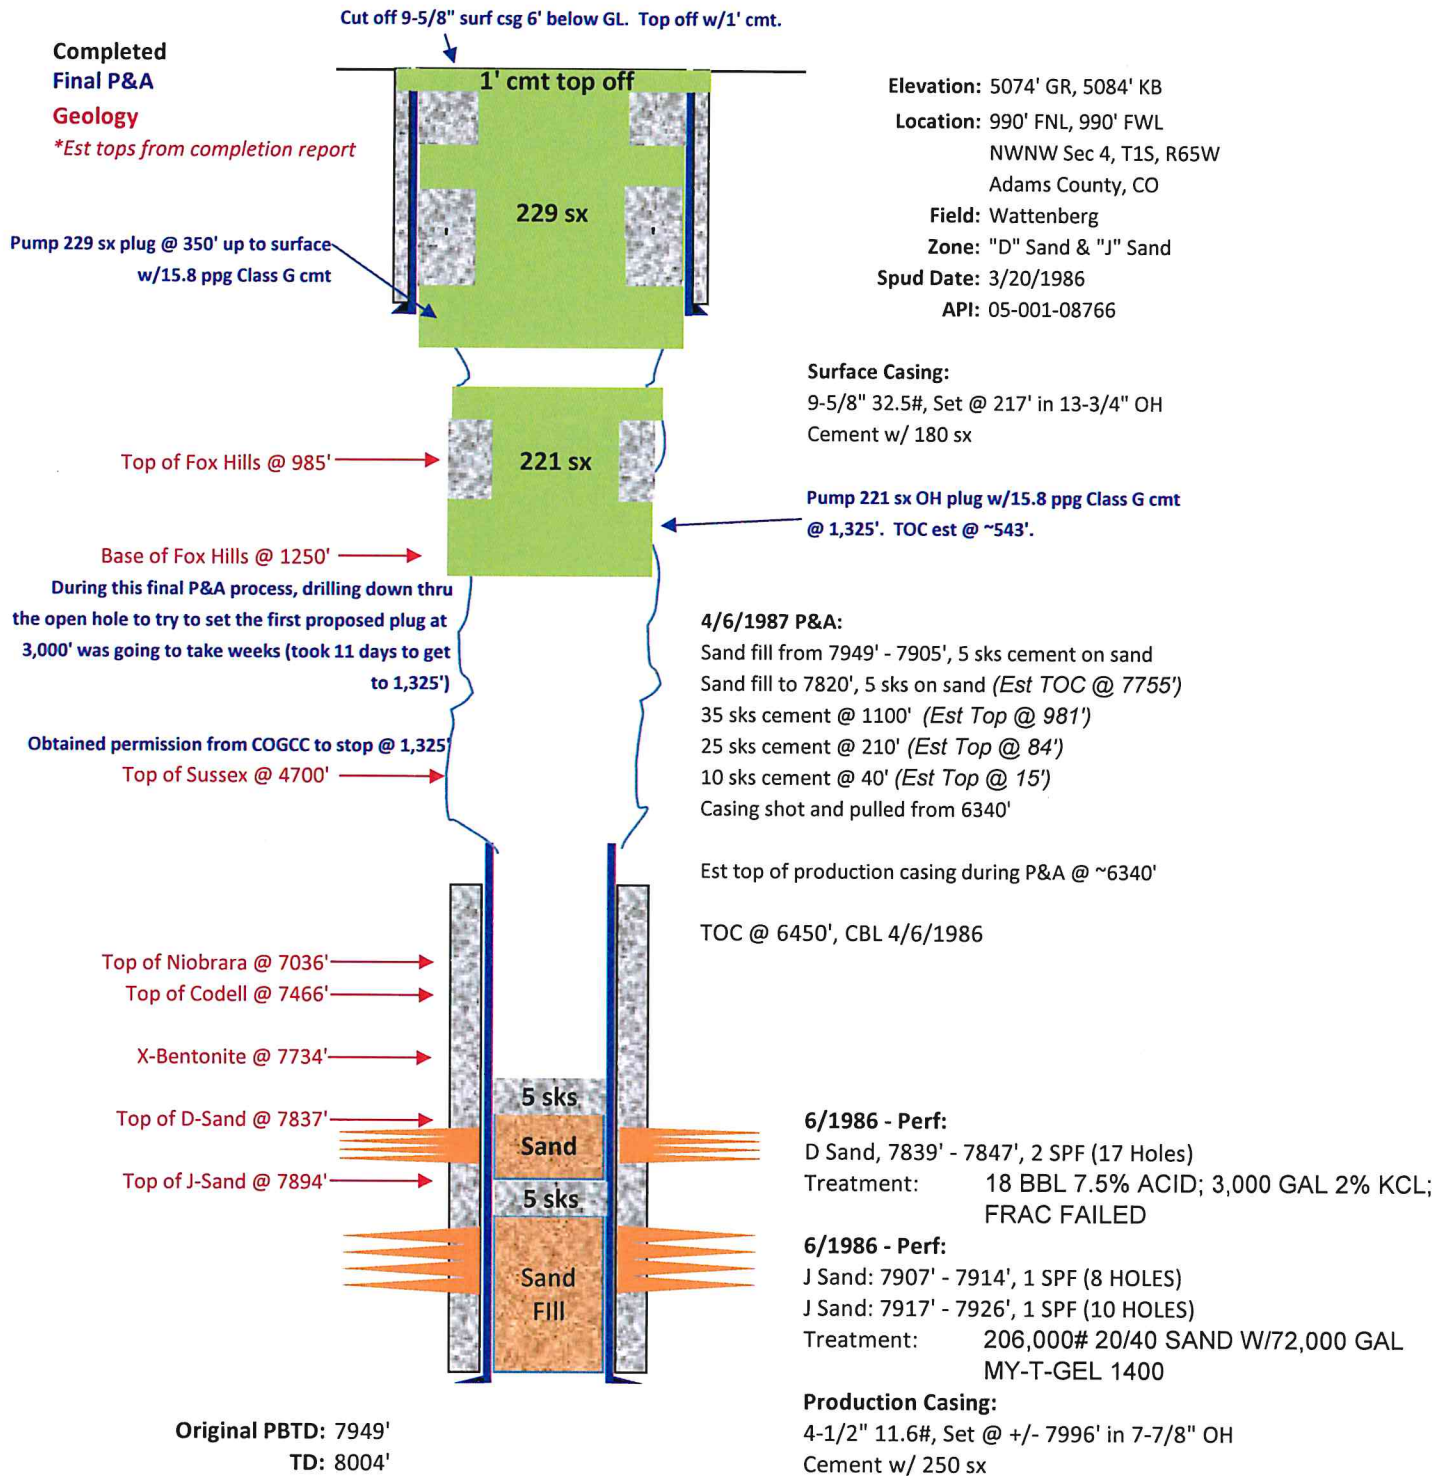 Cut off 9-5/8" surf csg 6' below GL.  Top off w/1' cmt.
Completed
Final P&A
Geology
*Est tops from completion report
1' cmt top off
229 sx
Pump 229 sx plug @ 350' up to surface
w/15.8 ppg Class G cmt
Elevation: 5074' GR, 5084' KB
Location: 990' FNL, 990' FWL
NWNW Sec 4, T1S, R65W
Adams County, CO
Field: Wattenberg
Zone: "D" Sand & "J" Sand
Spud Date: 3/20/1986
API: 05-001-08766
Surface Casing:
9-5/8" 32.5#, Set @ 217' in 13-3/4" OH
Cement w/ 180 sx
Top of Fox Hills @ 985'
221 sx
Pump 221 sx OH plug w/15.8 ppg Class G cmt
@ 1,325'.  TOC est @ ~543'.
Base of Fox Hills @ 1250'
During this final P&A process, drilling down thru
the open hole to try to set the first proposed plug at
3,000' was going to take weeks (took 11 days to get
to 1,325')
Obtained permission from COGCC to stop @ 1,325'
Top of Sussex @ 4700'
4/6/1987 P&A:
Sand fill from 7949' - 7905', 5 sks cement on sand
Sand fill to 7820', 5 sks on sand (Est TOC @ 7755')
35 sks cement @ 1100'  (Est Top @ 981')
25 sks cement @ 210' (Est Top @ 84')
10 sks cement @ 40' (Est Top @ 15')
Casing shot and pulled from 6340'
Est top of production casing during P&A @ ~6340'
TOC @ 6450', CBL 4/6/1986
Top of Niobrara @ 7036'
Top of Codell @ 7466'
X-Bentonite @ 7734'
Top of D-Sand @ 7837'
Top of J-Sand @ 7894'
5 sks
Sand
5 sks
Sand
FIll
6/1986 - Perf:
D Sand, 7839' - 7847', 2 SPF (17 Holes)
Treatment: 18 BBL 7.5% ACID; 3,000 GAL 2% KCL;
FRAC FAILED
6/1986 - Perf:
J Sand: 7907' - 7914', 1 SPF (8 HOLES)
J Sand: 7917' - 7926', 1 SPF (10 HOLES)
Treatment: 206,000# 20/40 SAND W/72,000 GAL
MY-T-GEL 1400
Production Casing:
4-1/2" 11.6#, Set @ +/- 7996' in 7-7/8" OH
Cement w/ 250 sx
Original PBTD: 7949'
TD: 8004'